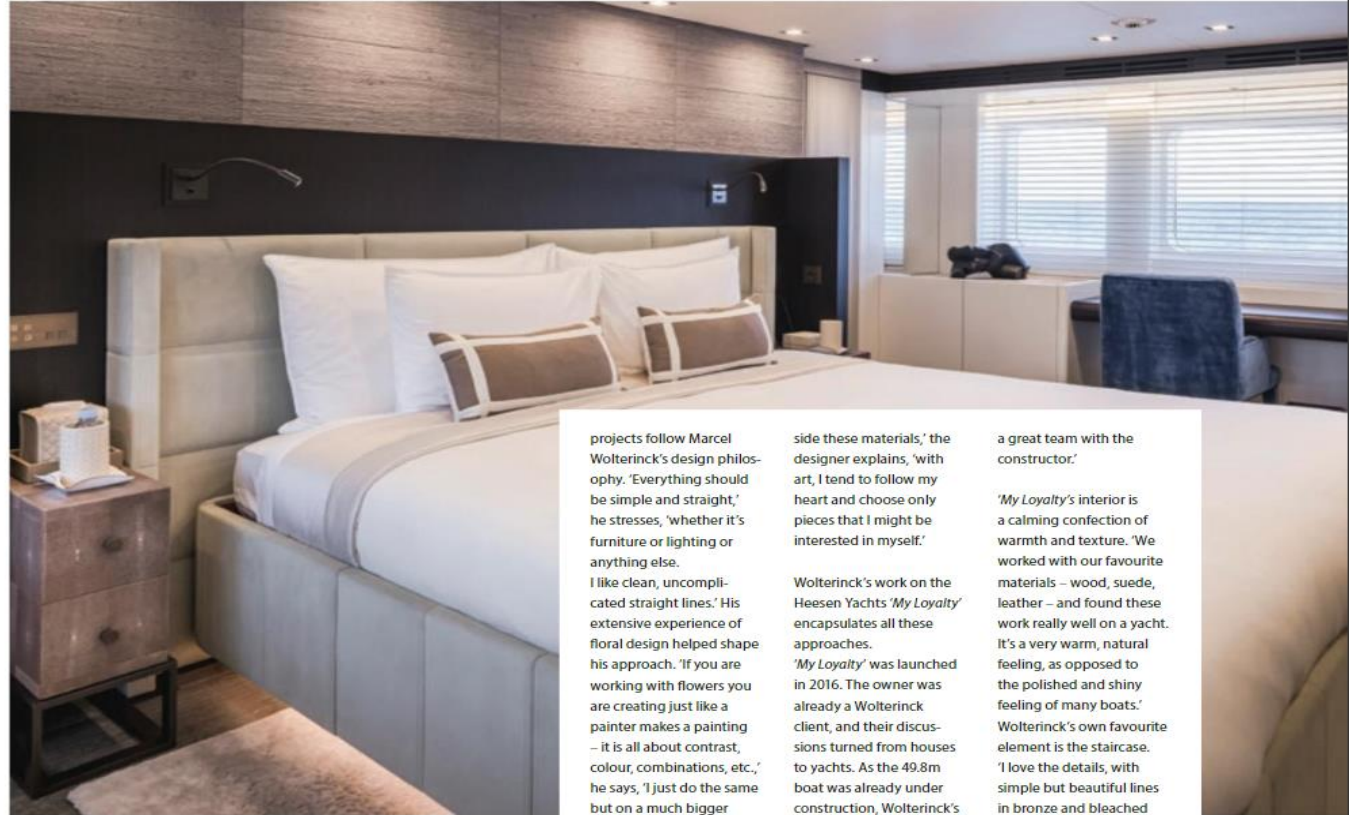 projects follow Marcel
Wolterinck's design philos-
ophy. 'Everything should
be simple and straight,'
he stresses, 'whether it's
furniture or lighting or
anything else.
I like clean, uncompli-
cated straight lines.' His
extensive experience of
floral design helped shape
his approach. 'If you are
working with flowers you
are creating just like a
painter makes a painting
– it is all about contrast,
colour, combinations, etc.,'
he says, 'I just do the same
but on a much bigger
side these materials,' the
designer explains, 'with
art, I tend to follow my
heart and choose only
pieces that I might be
interested in myself.'
Wolterinck's work on the
Heesen Yachts 'My Loyalty'
encapsulates all these
approaches.
'My Loyalty' was launched
in 2016. The owner was
already a Wolterinck
client, and their discus-
sions turned from houses
to yachts. As the 49.8m
boat was already under
construction, Wolterinck's
a great team with the
constructor.'
'My Loyalty's interior is
a calming confection of
warmth and texture. 'We
worked with our favourite
materials – wood, suede,
leather – and found these
work really well on a yacht.
It's a very warm, natural
feeling, as opposed to
the polished and shiny
feeling of many boats.'
Wolterinck's own favourite
element is the staircase.
'I love the details, with
simple but beautiful lines
in bronze and bleached